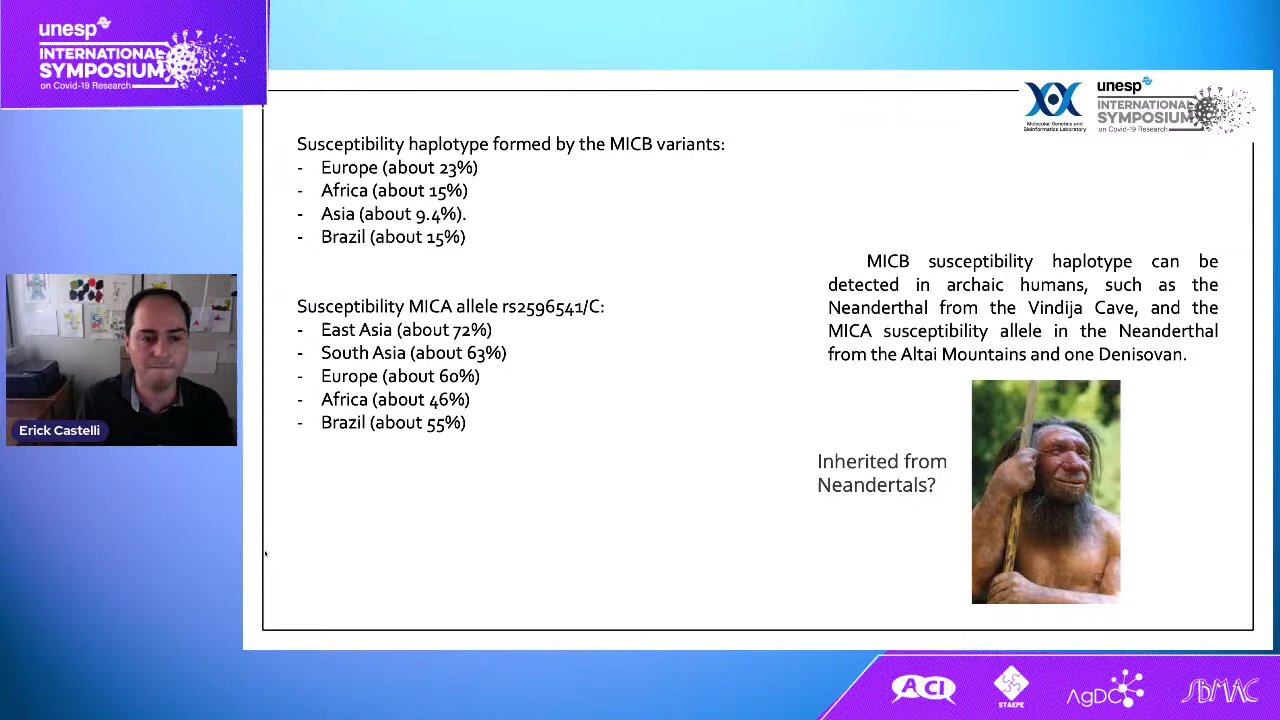 unesp
INTERNATIONAL
SYMPOSIUM
on Covid-19 Research
Molecular Genetics and
Bioinformatics Laboratory
unesp
INTERNATIONAL
SYMPOSIUM
on Covid-19 Research
Susceptibility haplotype formed by the MICB variants:
- Europe (about 23%)
- Africa (about 15%)
- Asia (about 9.4%).
- Brazil (about 15%)
Susceptibility MICA allele rs2596541/C:
- East Asia (about 72%)
- South Asia (about 63%)
- Europe (about 60%)
- Africa (about 46%)
- Brazil (about 55%)
MICB susceptibility haplotype can be
detected in archaic humans, such as the
Neanderthal from the Vindija Cave, and the
MICA susceptibility allele in the Neanderthal
from the Altai Mountains and one Denisovan.
Inherited from
Neandertals?
Erick Castelli
ACI
STAEPE
AgDC
SBMAC